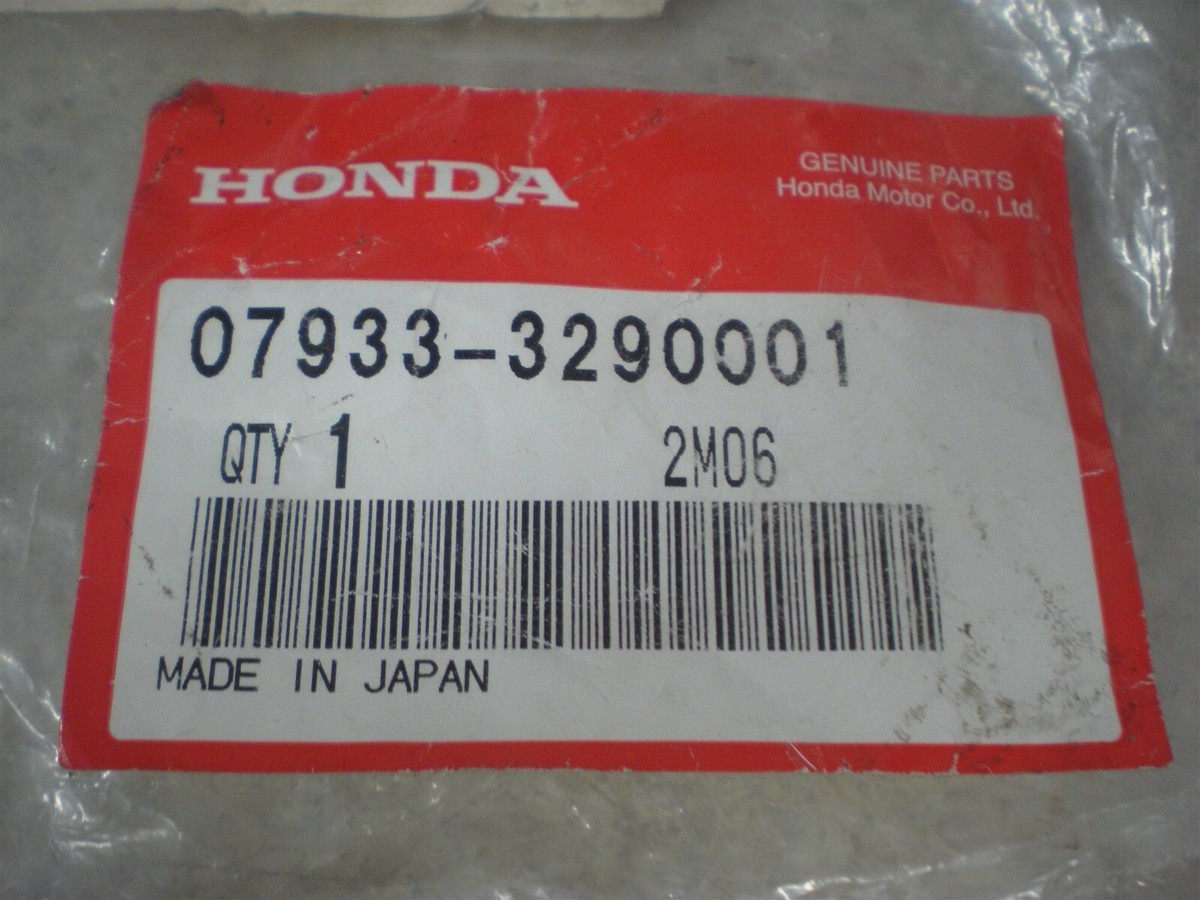 HONDA
GENUINE PARTS
Honda Motor Co., Ltd.
07933-3290001
QTY 1 2M06
MADE IN JAPAN